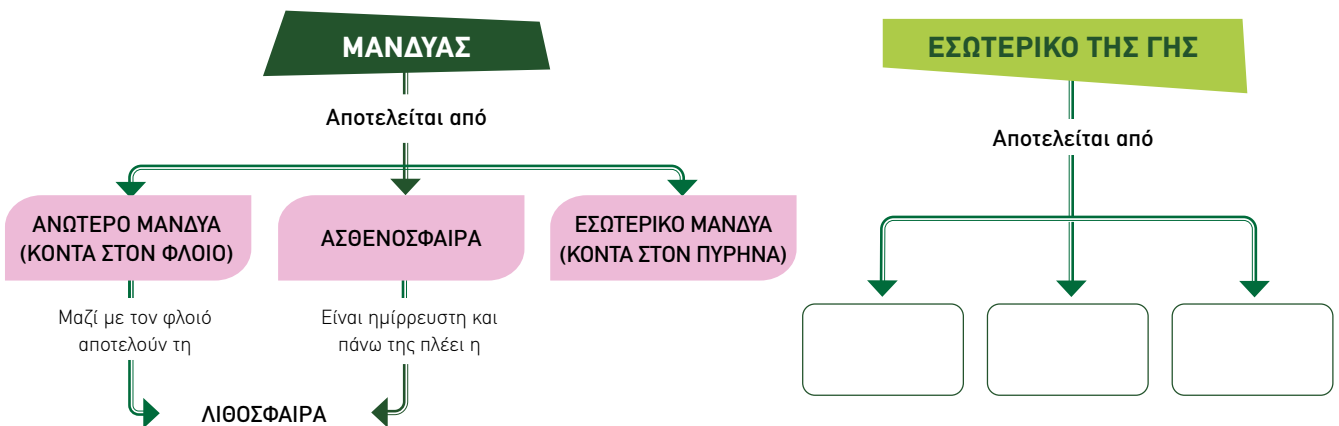 ΜΑΝΔΥΑΣ
Αποτελείται από
ΑΝΩΤΕΡΟ ΜΑΝΔΥΑ
(ΚΟΝΤΑ ΣΤΟΝ ΦΛΟΙΟ)
ΑΣΘΕΝΟΣΦΑΙΡΑ
ΕΣΩΤΕΡΙΚΟ ΜΑΝΔΥΑ
(ΚΟΝΤΑ ΣΤΟΝ ΠΥΡΗΝΑ)
Μαζί με τον φλοιό
αποτελούν τη
Είναι ημίρρευστη και
πάνω της πλέει η
ΛΙΘΟΣΦΑΙΡΑ
ΕΣΩΤΕΡΙΚΟ ΤΗΣ ΓΗΣ
Αποτελείται από